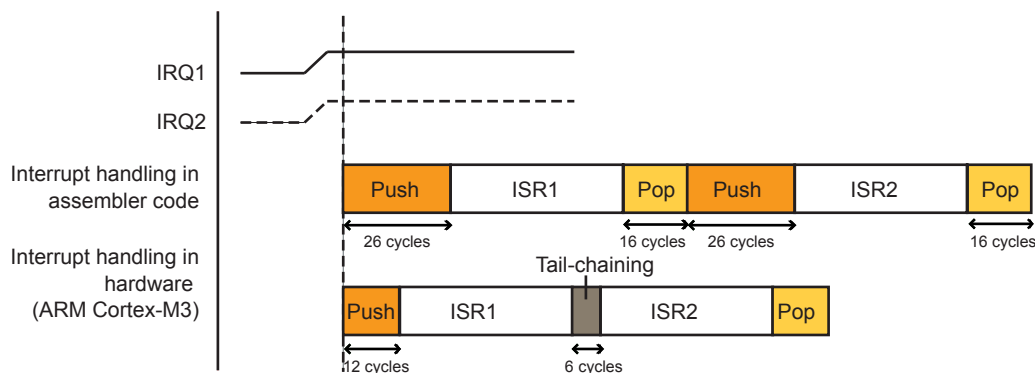 IRQ1
IRQ2
Interrupt handling in
assembler code
Push
ISR1
Pop
Push
ISR2
Pop
26 cycles
16 cycles
26 cycles
16 cycles
Interrupt handling in
hardware
(ARM Cortex-M3)
Tail-chaining
Push
ISR1
ISR2
Pop
12 cycles
6 cycles